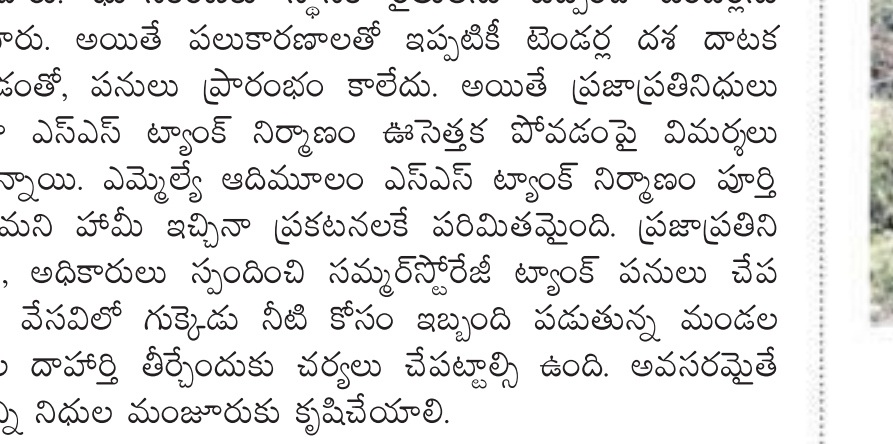 అయితే పలుకారణాలతో ఇప్పటికీ టెండర్ల దశ దాటక
పనులు ప్రారంభం కాలేదు. అయితే ప్రజాప్రతినిధులు
ఎస్ఎస్ ట్యాంక్ నిర్మాణం ఊసెత్తక పోవడంపై విమర్శలు
ఎమ్మెల్యే ఆదిమూలం ఎస్ఎస్ ట్యాంక్ నిర్మాణం పూర్తి
హామీ ఇచ్చినా ప్రకటనలకే పరిమితమైంది. ప్రజాప్రతిని
, అధికారులు స్పందించి సమ్మర్‌స్టోరేజీ ట్యాంక్ పనులు చేప
వేసవిలో గుక్కెడు నీటి కోసం ఇబ్బంది పడుతున్న మండల
దాహార్తి తీర్చేందుకు చర్యలు చేపట్టాల్సి ఉంది. అవసరమైతే
నిధుల మంజూరుకు కృషిచేయాలి.